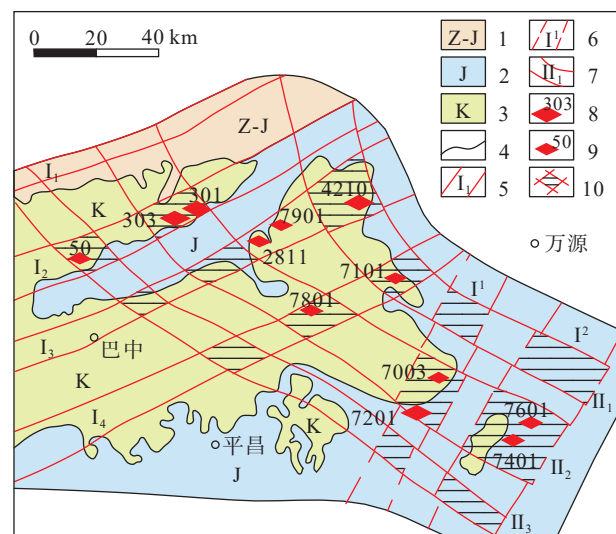 0 20 40 km
Z-J 1 I¹ 6
J 2 II₁ 7
K 3 303 8
4 50 9
I₁ 5 10
Z-J
I₁
K
301
303
4210
7901
万源
50
J
2811
I₂
7101
I¹
7801
I²
I₃
巴中
K
7003
II₁
I₄
K
7201
7601
平昌
7401
II₂
J
II₃